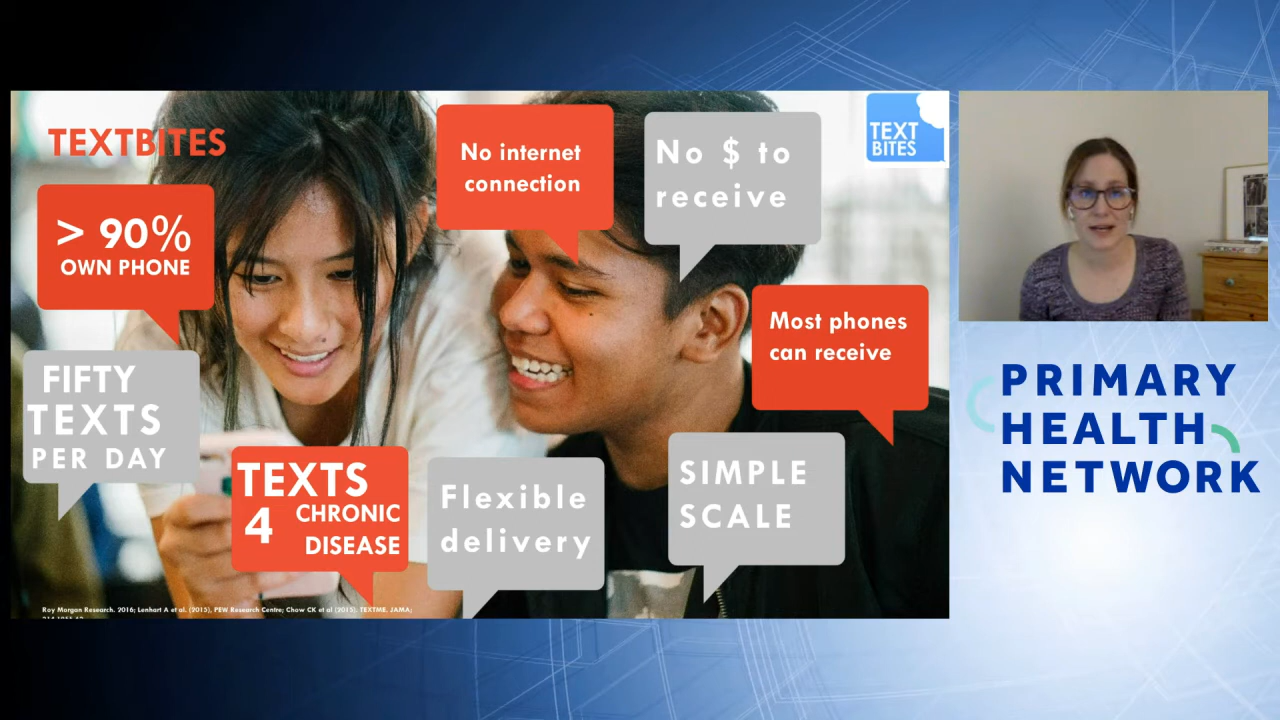 TEXTBITES
> 90%
OWN PHONE
No internet
connection
No $ to
receive
TEXT
BITES
Most phones
can receive
FIFTY
TEXTS
PER DAY
TEXTS
4 CHRONIC
DISEASE
Flexible
delivery
SIMPLE
SCALE
Roy Morgan Research. 2016; Lenhart A et al. (2015), PEW Research Centre; Chow CK et al (2015). TEXTME. JAMA;
PRIMARY
HEALTH
NETWORK